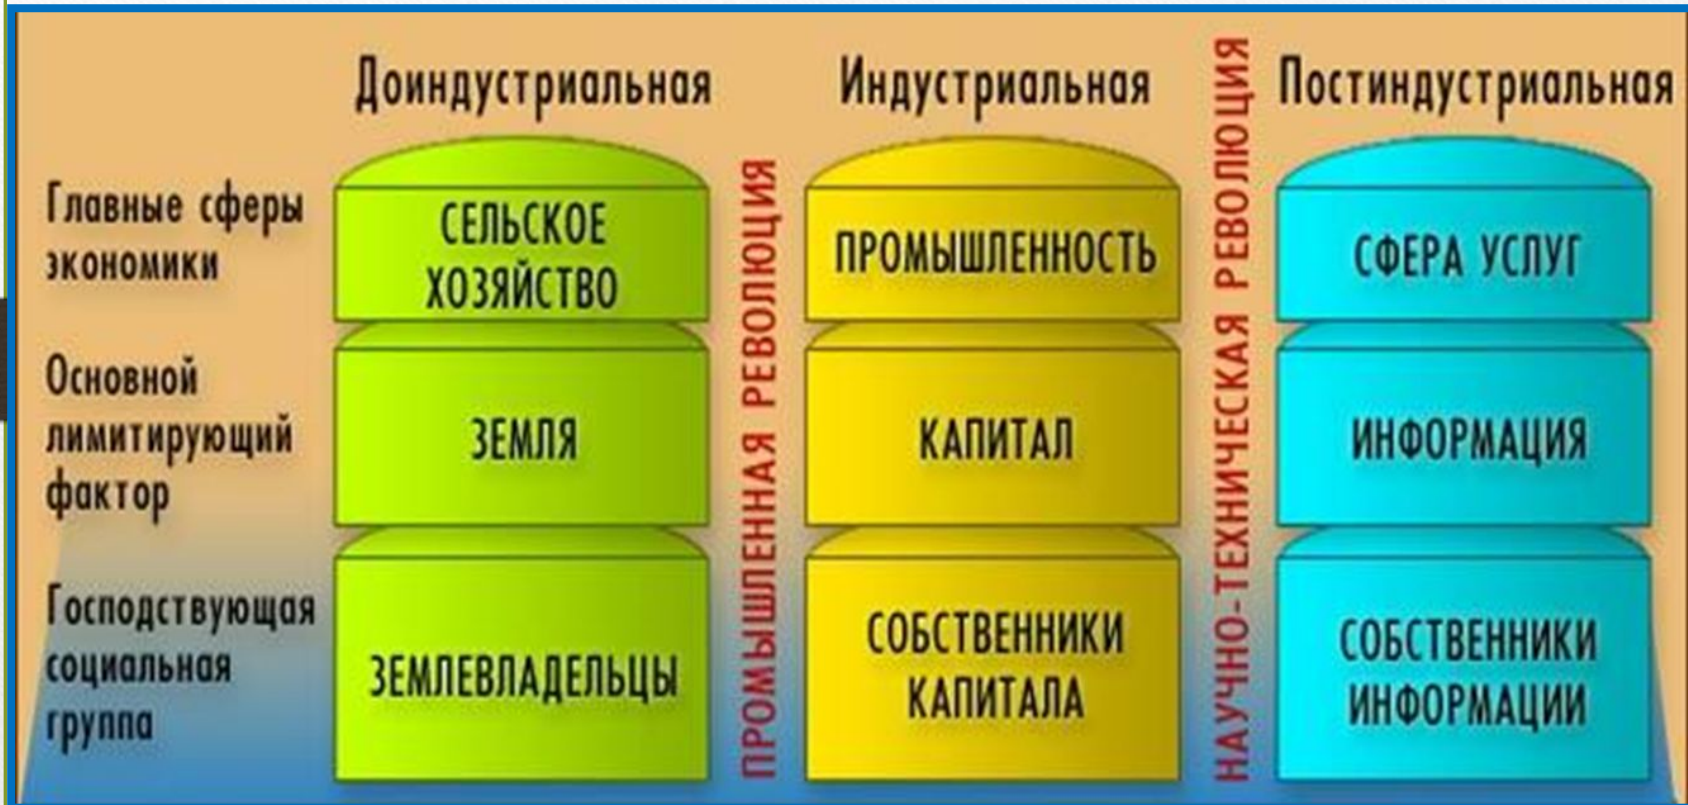 Доиндустриальная
Индустриальная
Постиндустриальная
Главные сферы
экономики
СЕЛЬСКОЕ
ХОЗЯЙСТВО
ПРОМЫШЛЕННОСТЬ
СФЕРА УСЛУГ
Основной
лимитирующий
фактор
ЗЕМЛЯ
КАПИТАЛ
ИНФОРМАЦИЯ
Господствующая
социальная
группа
ЗЕМЛЕВЛАДЕЛЬЦЫ
СОБСТВЕННИКИ
КАПИТАЛА
СОБСТВЕННИКИ
ИНФОРМАЦИИ
ПРОМЫШЛЕННАЯ РЕВОЛЮЦИЯ
НАУЧНО-ТЕХНИЧЕСКАЯ РЕВОЛЮЦИЯ